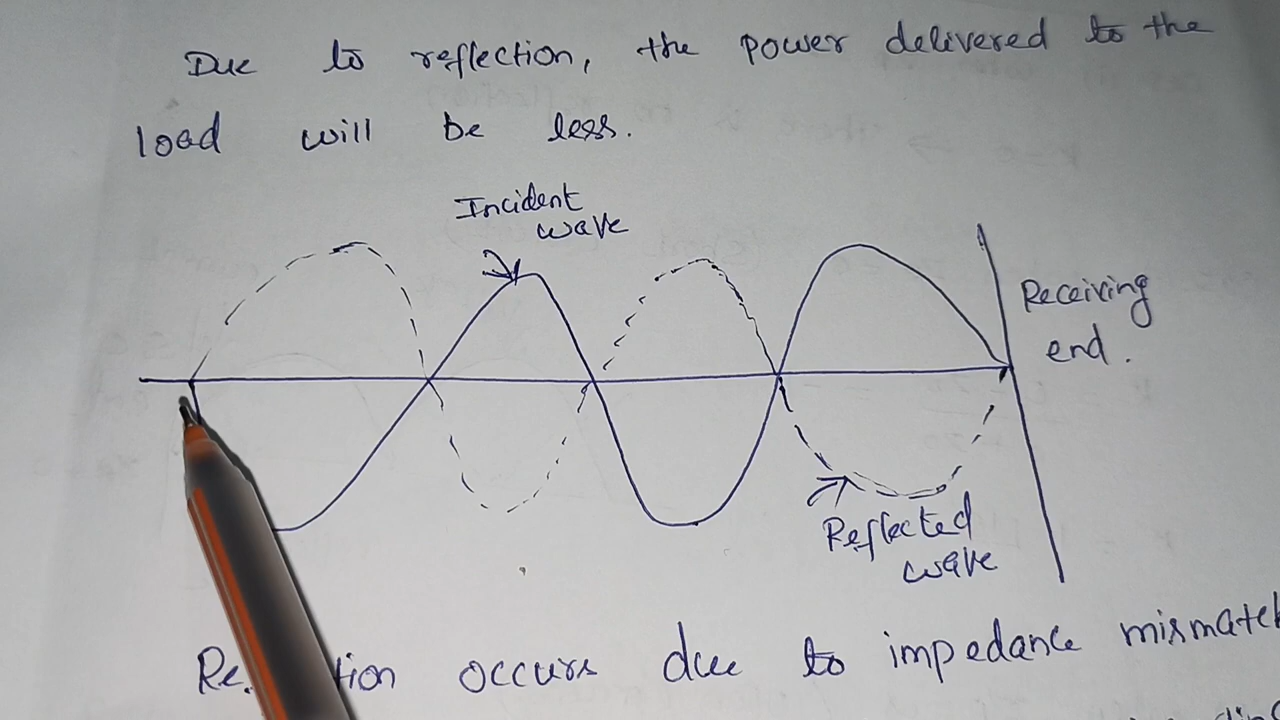 Due to reflection, the power delivered to the
load will be less.
Incident
wave
Receiving
end.
Reflected
wave
occurs due to impedance